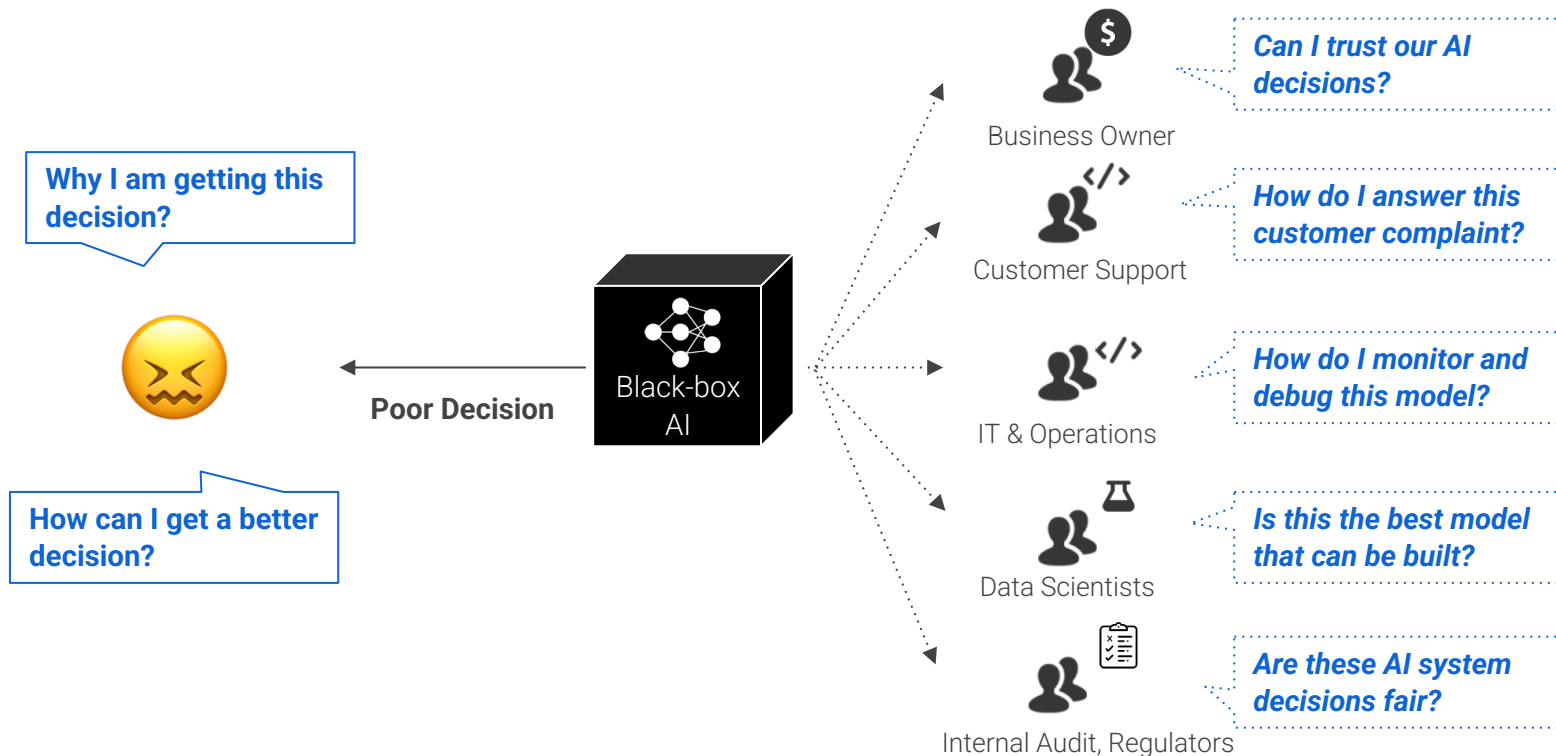 Why I am getting this
decision?
How can I get a better
decision?
Poor Decision
Black-box
AI
$
Business Owner
Can I trust our AI
decisions?
</>
Customer Support
How do I answer this
customer complaint?
</>
IT & Operations
How do I monitor and
debug this model?
Data Scientists
Is this the best model
that can be built?
Internal Audit, Regulators
Are these AI system
decisions fair?